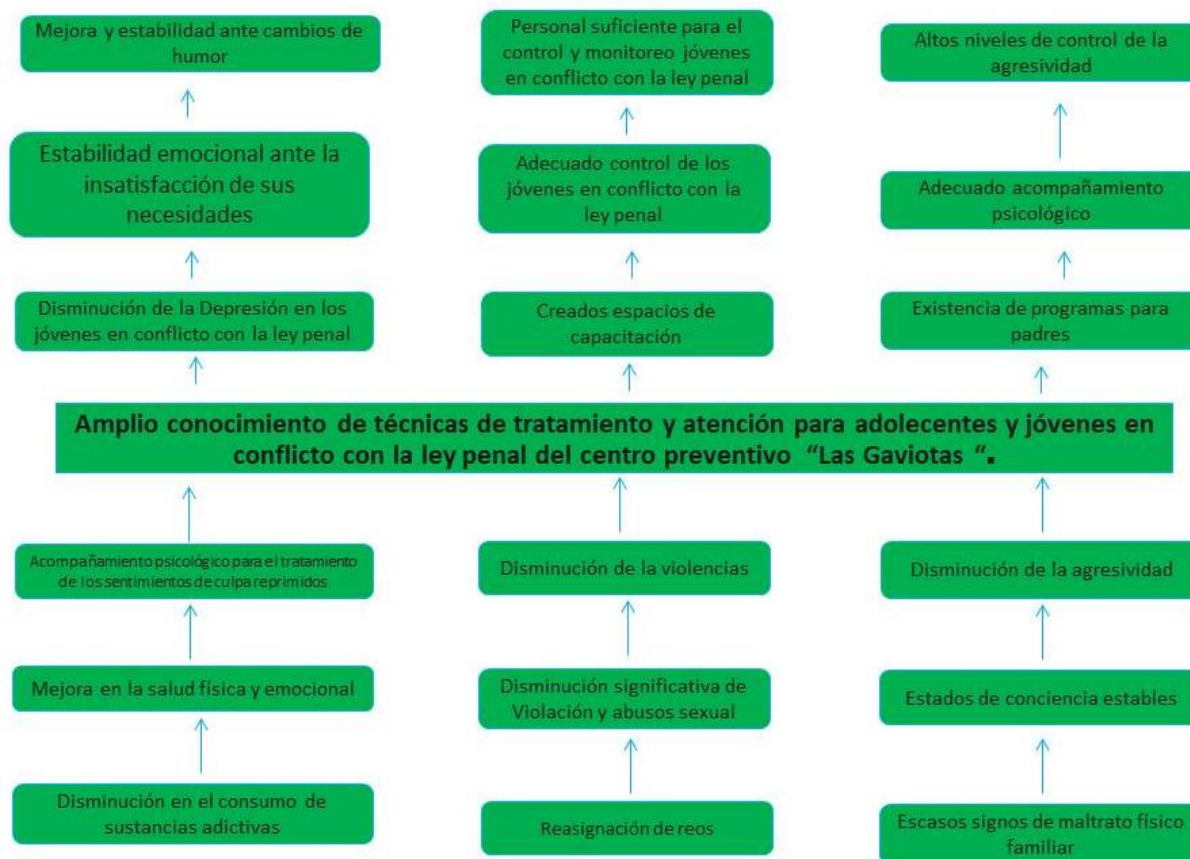 Mejora y estabilidad ante cambios de
humor
Personal suficiente para el
control y monitoreo jóvenes
en conflicto con la ley penal
Altos niveles de control de la
agresividad
Estabilidad emocional ante la
insatisfacción de sus
necesidades
Adecuado control de los
jóvenes en conflicto con la
ley penal
Adecuado acompañamiento
psicológico
Disminución de la Depresión en los
jóvenes en conflicto con la ley penal
Creados espacios de
capacitación
Existencia de programas para
padres
Amplio conocimiento de técnicas de tratamiento y atención para adolecentes y jóvenes en
conflicto con la ley penal del centro preventivo “Las Gaviotas “.
Acompañamiento psicológico para el tratamiento
de los sentimientos de culpa reprimidos
Disminución de la violencias
Disminución de la agresividad
Mejora en la salud física y emocional
Disminución significativa de
Violación y abusos sexual
Estados de conciencia estables
Disminución en el consumo de
sustancias adictivas
Reasignación de reos
Escasos signos de maltrato físico
familiar